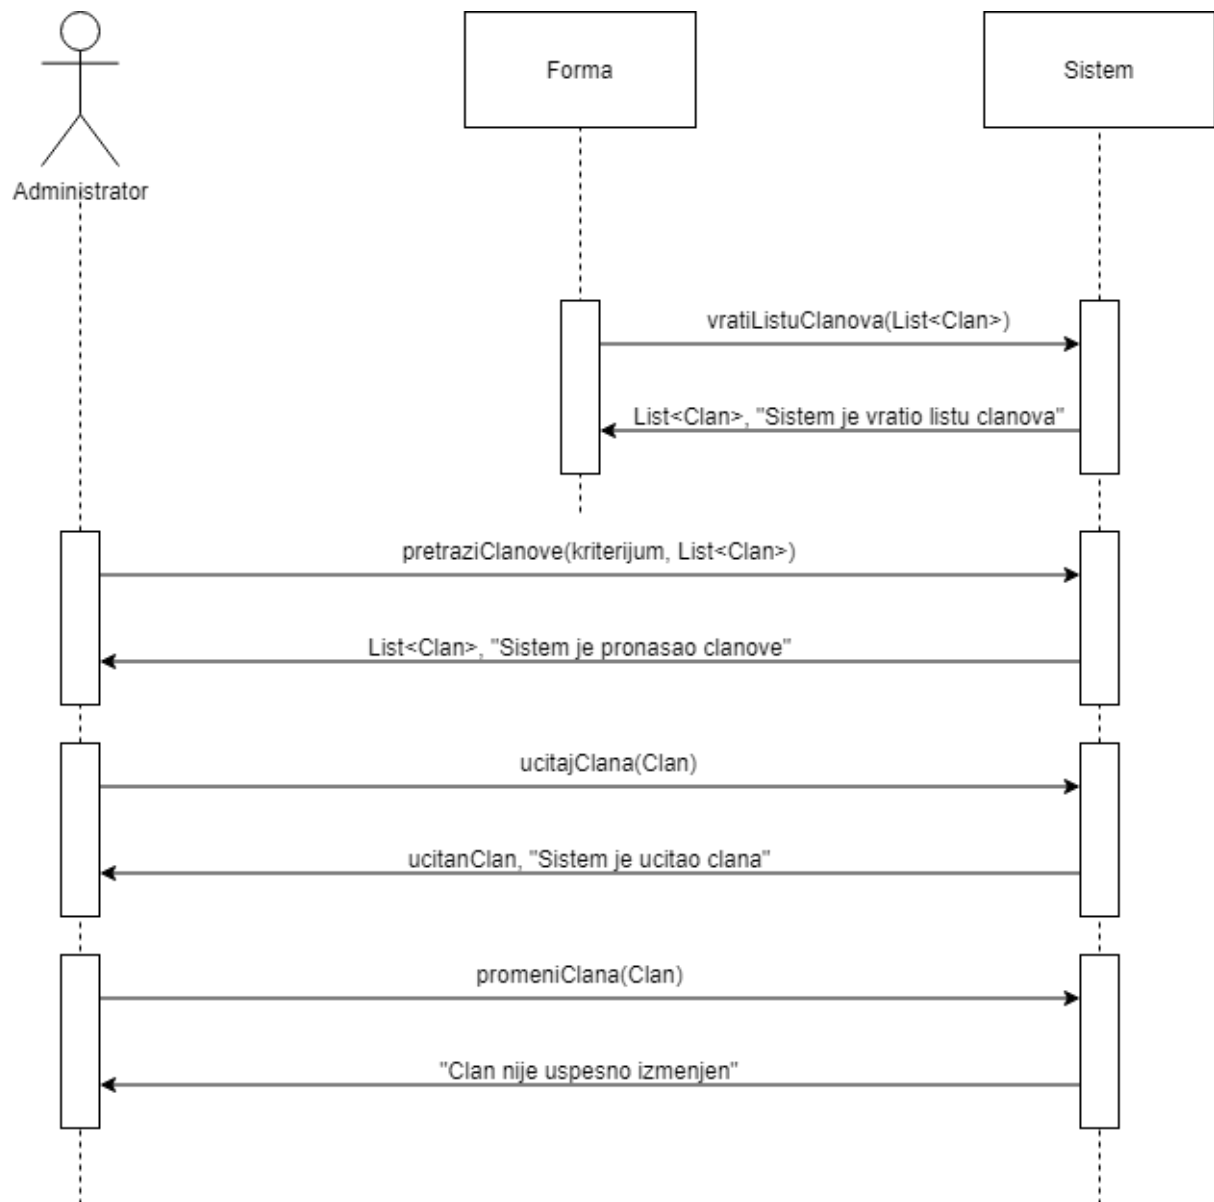 Forma
Sistem
Administrator
vratiListuClanova(List<Clan>)
List<Clan>, "Sistem je vratio listu clanova"
pretraziClanove(kriterijum, List<Clan>)
List<Clan>, "Sistem je pronasao clanove"
ucitajClana(Clan)
ucitanClan, "Sistem je ucitao clana"
promeniClana(Clan)
"Clan nije uspesno izmenjen"